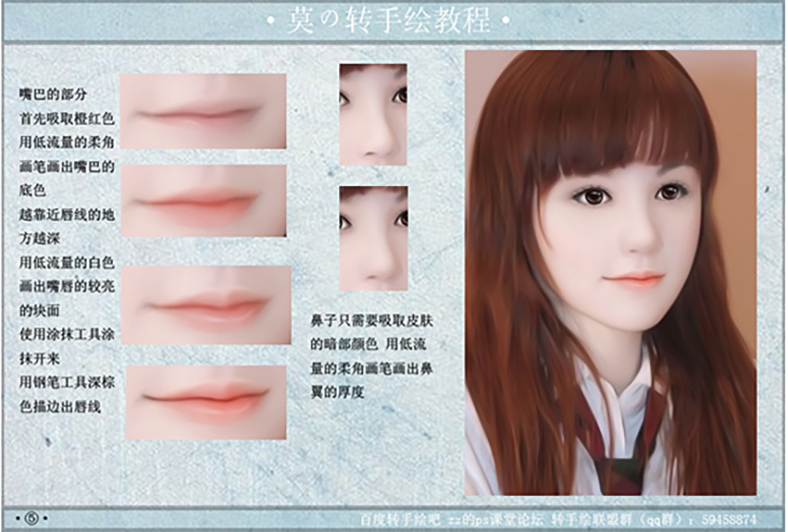 ·莫の转手绘教程·
嘴巴的部分
首先吸取橙红色
用低流量的柔角
画笔画出嘴巴的
底色
越靠近唇线的地
方越深
用低流量的白色
画出嘴唇的较亮
的块面
使用涂抹工具涂
抹开来
用钢笔工具深棕
色描边出唇线
鼻子只需要吸取皮肤
的暗部颜色 用低流
量的柔角画笔画出鼻
翼的厚度
·⑤·
百度转手绘吧 zz的ps课堂论坛 转手绘联盟群（qq群）：59458874